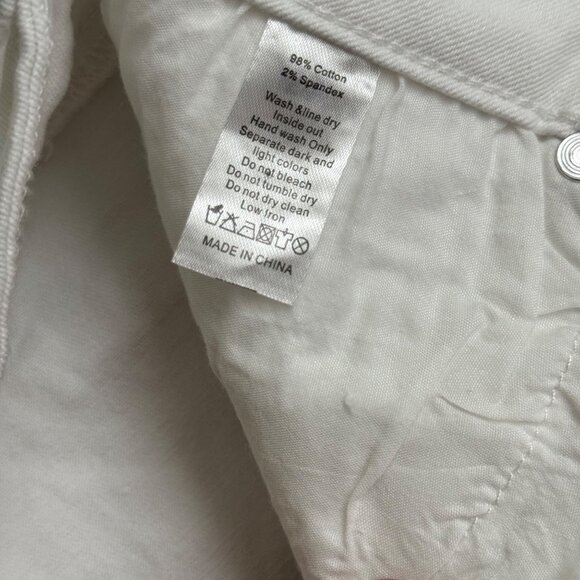 98% Cotton
2% Spandex
Wash &line dry
Inside out
Hand wash Only
Separate dark and
light colors
Do not bleach
Do not tumble dry
Do not dry clean
Low Iron
MADE IN CHINA